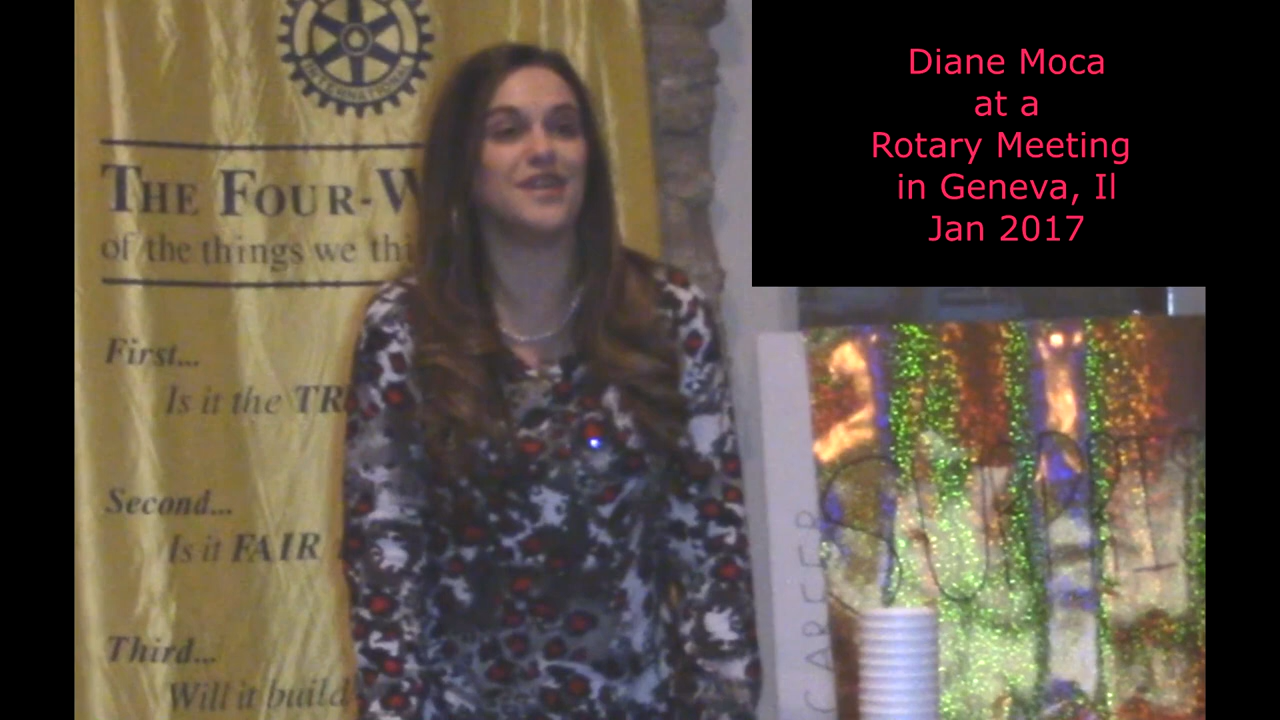 INTERNATIONAL
THE FOUR-W
of the things we thi
First...
Is it the TR
Second...
Is it FAIR
Third...
Will it build
Diane Moca
at a
Rotary Meeting
in Geneva, Il
Jan 2017
CAREER